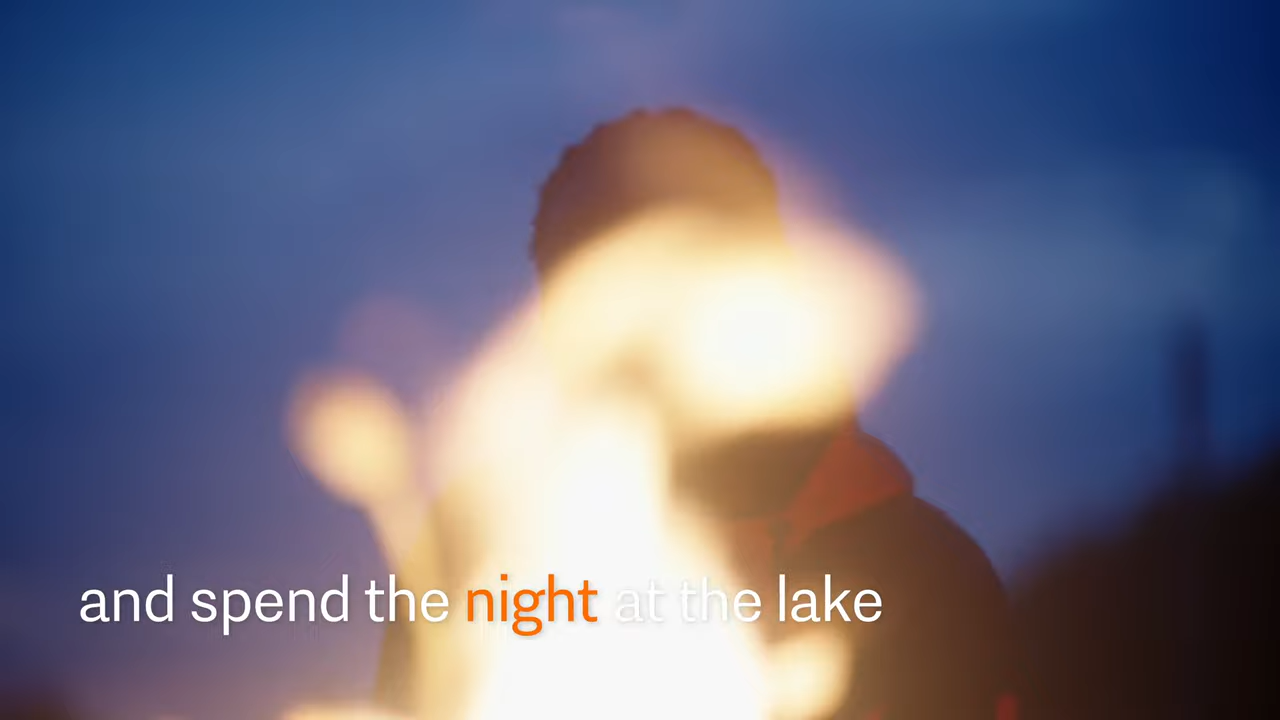 and spend the night at the lake